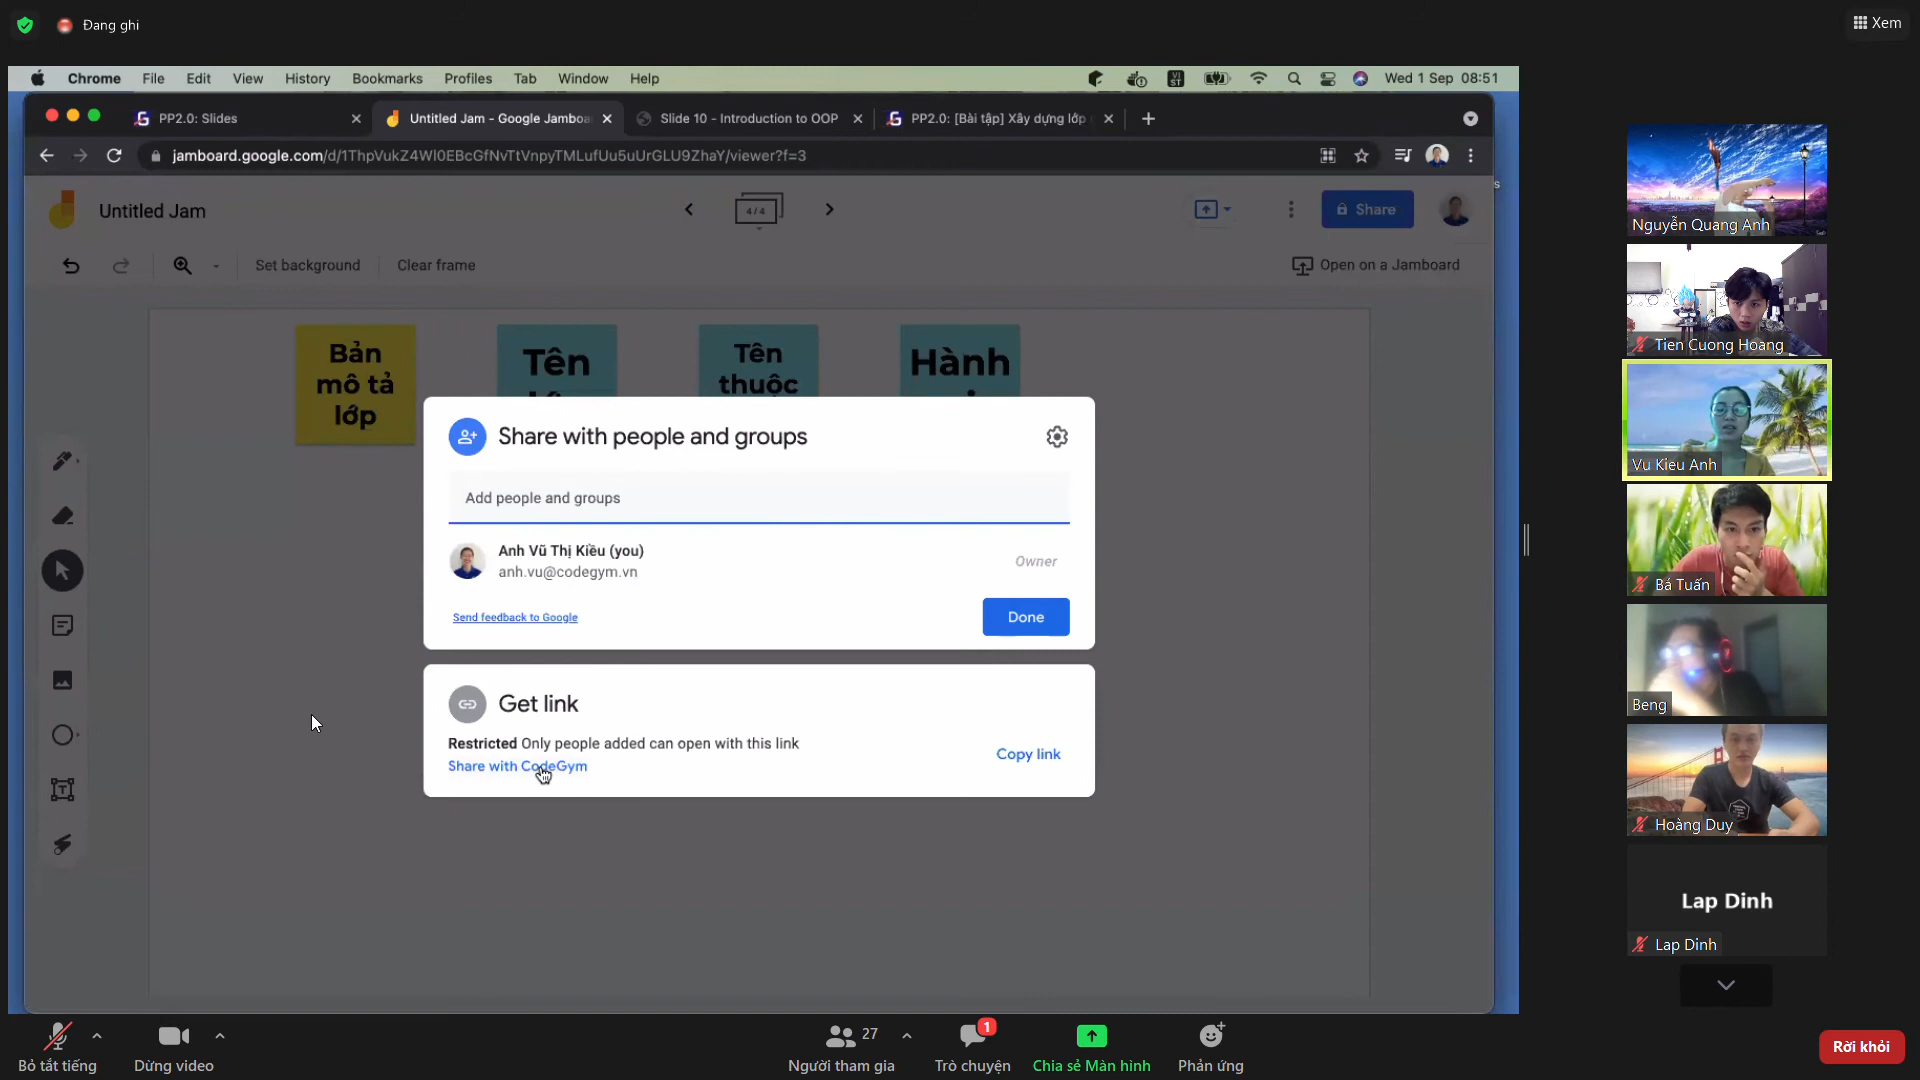 Đang ghi
Xem
Chrome File Edit View History Bookmarks Profiles Tab Window Help
Wed 1 Sep 08:51
PP2.0: Slides
Untitled Jam - Google Jamboa
Slide 10 - Introduction to OOP
PP2.0: [Bài tập] Xây dựng lớp
jamboard.google.com/d/1ThpVukZ4Wl0EBcGfNvTtVnpyTMLufUu5uUrGLU9ZhaY/viewer?f=3
Untitled Jam
4/4
Share
Set background
Clear frame
Open on a Jamboard
Bản
mô tả
lớp
Tên
Tên
thuộc
Hành
Share with people and groups
Add people and groups
Anh Vũ Thị Kiều (you)
anh.vu@codegym.vn
Owner
Send feedback to Google
Done
Get link
Restricted Only people added can open with this link
Share with CodeGym
Copy link
Nguyễn Quang Anh
Tien Cuong Hoang
Vu Kieu Anh
Bá Tuấn
Beng
Hoàng Duy
Lap Dinh
Lap Dinh
Bỏ tắt tiếng
Dừng video
27
Người tham gia
1
Trò chuyện
Chia sẻ Màn hình
Phản ứng
Rời khỏi